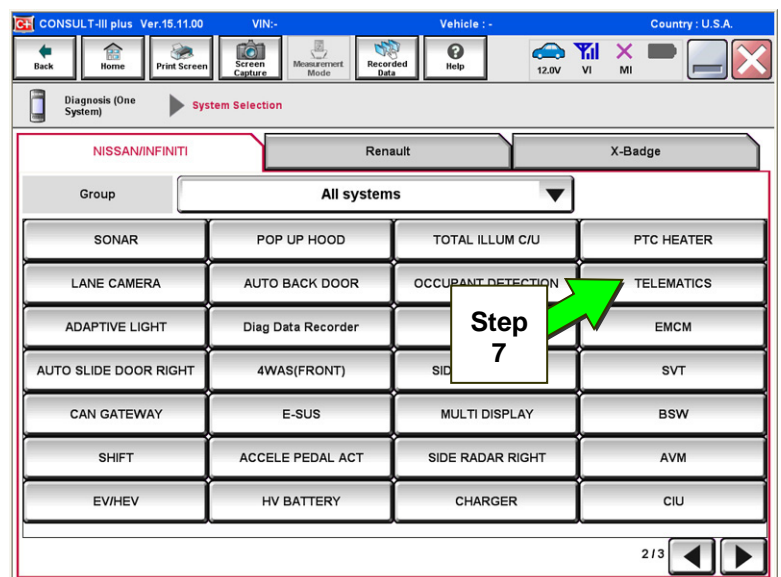 CONSULT-III plus Ver.15.11.00 VIN:- Vehicle : - Country : U.S.A.
Back Home Print Screen Screen Capture Measurement Mode Recorded Data Help 12.0V VI MI
Diagnosis (One System) System Selection
NISSAN/INFINITI Renault X-Badge
Group All systems
SONAR POP UP HOOD TOTAL ILLUM C/U PTC HEATER
LANE CAMERA AUTO BACK DOOR OCCUPANT DETECTION TELEMATICS
ADAPTIVE LIGHT Diag Data Recorder EMCM
Step
7
AUTO SLIDE DOOR RIGHT 4WAS(FRONT) SVT
CAN GATEWAY E-SUS MULTI DISPLAY BSW
SHIFT ACCELE PEDAL ACT SIDE RADAR RIGHT AVM
EV/HEV HV BATTERY CHARGER CIU
2/3